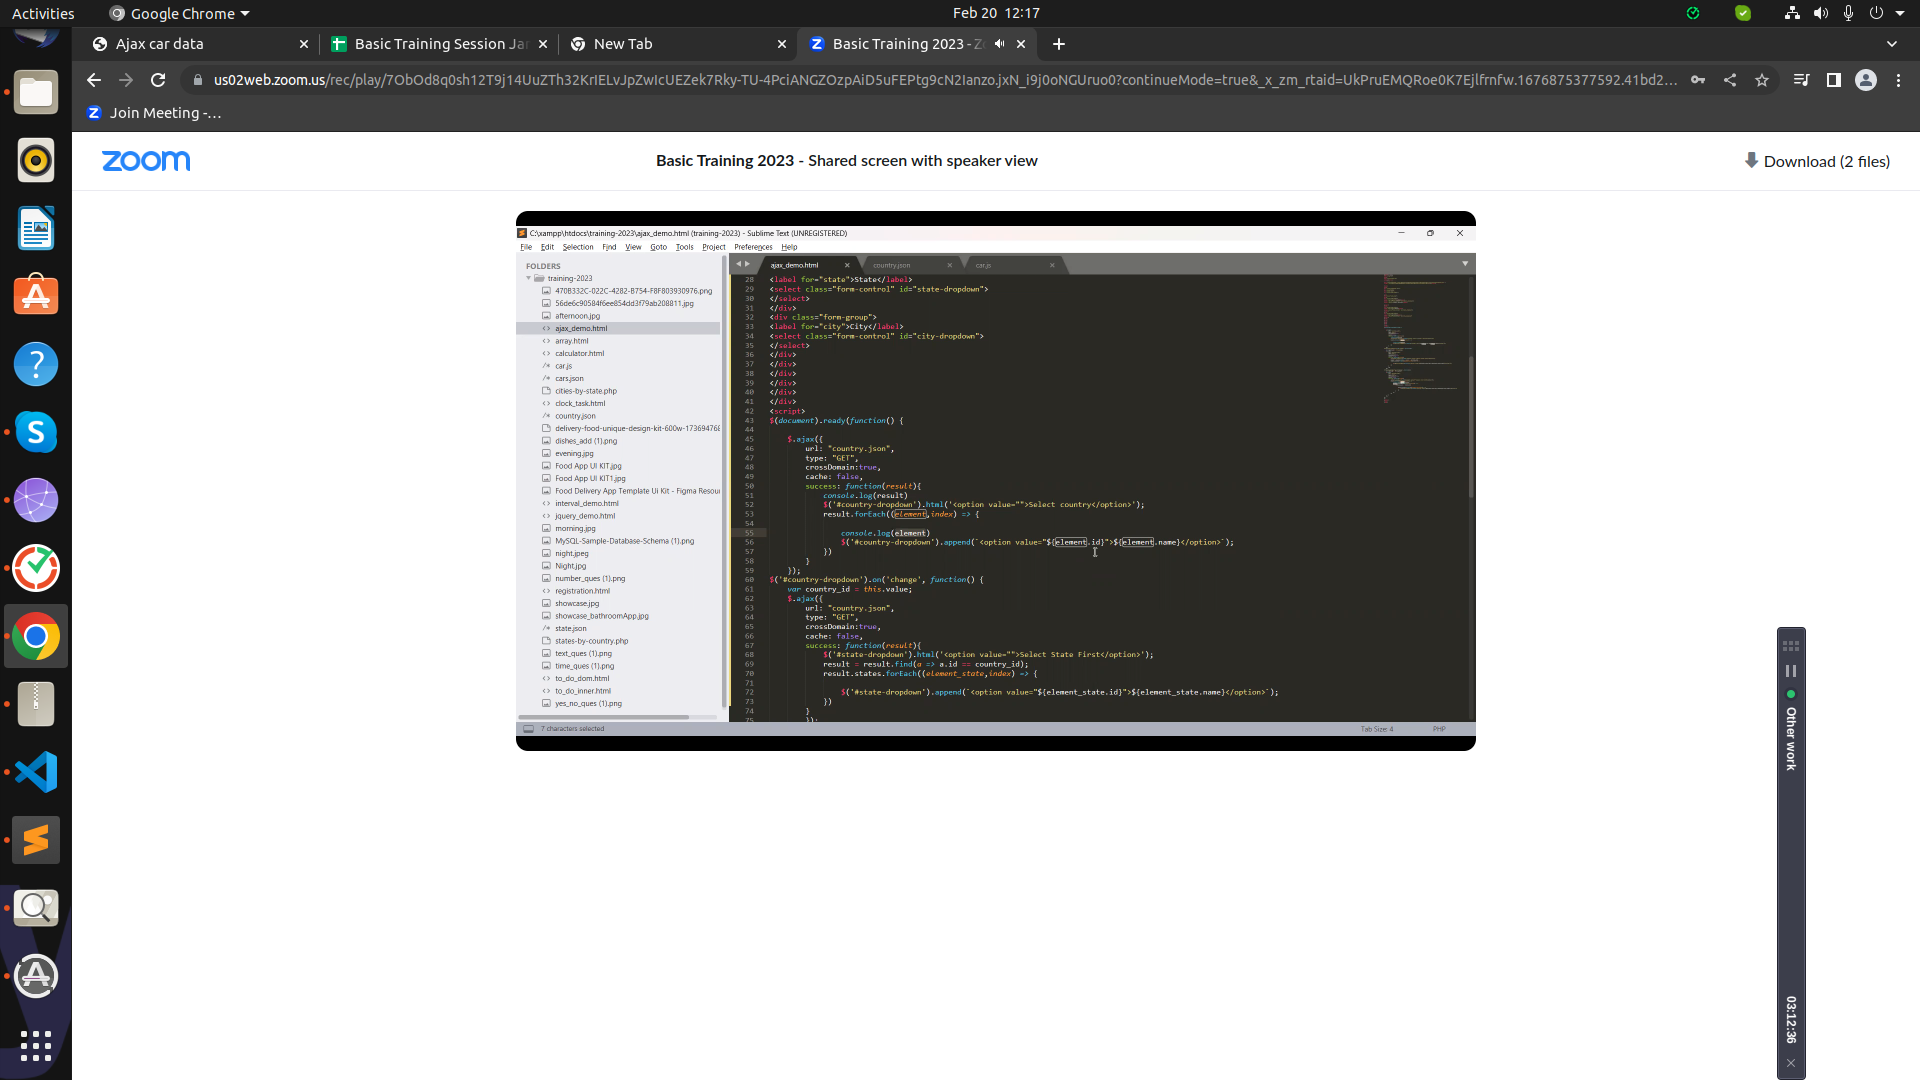 Activities
Google Chrome
Feb 20 12:17
Ajax car data
Basic Training Session Jan
New Tab
Basic Training 2023 - Zo
us02web.zoom.us/rec/play/
Join Meeting -…
zoom
Basic Training 2023 - Shared screen with speaker view
Download (2 files)
C:\xampp\htdocs\training-2023\ajax_demo.html (training-2023) - Sublime Text (UNREGISTERED)
File Edit Selection Find View Goto Tools Project Preferences Help
FOLDERS
training-2023
470B332C-022C-4282-B754-F8F803930976.png
56de6c90584f6ee854dd3f79ab208811.jpg
afternoon.jpg
ajax_demo.html
array.html
calculator.html
car.js
cars.json
cities-by-state.php
clock_task.html
country.json
delivery-food-unique-design-kit-600w-17369476
dishes_add (1).png
evening.jpg
Food App UI KIT.jpg
Food App UI KIT1.jpg
Food Delivery App Template Ui Kit - Figma Resou
interval_demo.html
jquery_demo.html
morning.jpg
MySQL-Sample-Database-Schema (1).png
night.jpeg
Night.jpg
number_ques (1).png
registration.html
showcase.jpg
showcase_bathroomApp.jpg
state.json
states-by-country.php
text_ques (1).png
time_ques (1).png
to_do_dom.html
to_do_inner.html
yes_no_ques (1).png
ajax_demo.html
country.json
car.js
28 <label for="state">State</label>
29 <select class="form-control" id="state-dropdown">
30 </select>
31 </div>
32 <div class="form-group">
33 <label for="city">City</label>
34 <select class="form-control" id="city-dropdown">
35 </select>
36 </div>
37 </div>
38 </div>
39 </div>
40 </div>
41 </div>
42 <script>
43 $(document).ready(function() {
44
45 $.ajax({
46 url: "country.json",
47 type: "GET",
48 crossDomain:true,
49 cache: false,
50 success: function(result){
51 console.log(result)
52 $('#country-dropdown').html('<option value="">Select country</option>');
53 result.forEach((element,index) => {
54
55 console.log(element)
56 $('#country-dropdown').append(`<option value="${element.id}">${element.name}</option>`);
57 })
58 }
59 });
60 $('#country-dropdown').on('change', function() {
61 var country_id = this.value;
62 $.ajax({
63 url: "country.json",
64 type: "GET",
65 crossDomain:true,
66 cache: false,
67 success: function(result){
68 $('#state-dropdown').html('<option value="">Select State First</option>');
69 result = result.find(a => a.id == country_id);
70 result.states.forEach((element_state,index) => {
71
72 $('#state-dropdown').append(`<option value="${element_state.id}">${element_state.name}</option>`);
73 })
74 }
75 });
7 characters selected
Tab Size: 4
PHP
Other work
03:12:36